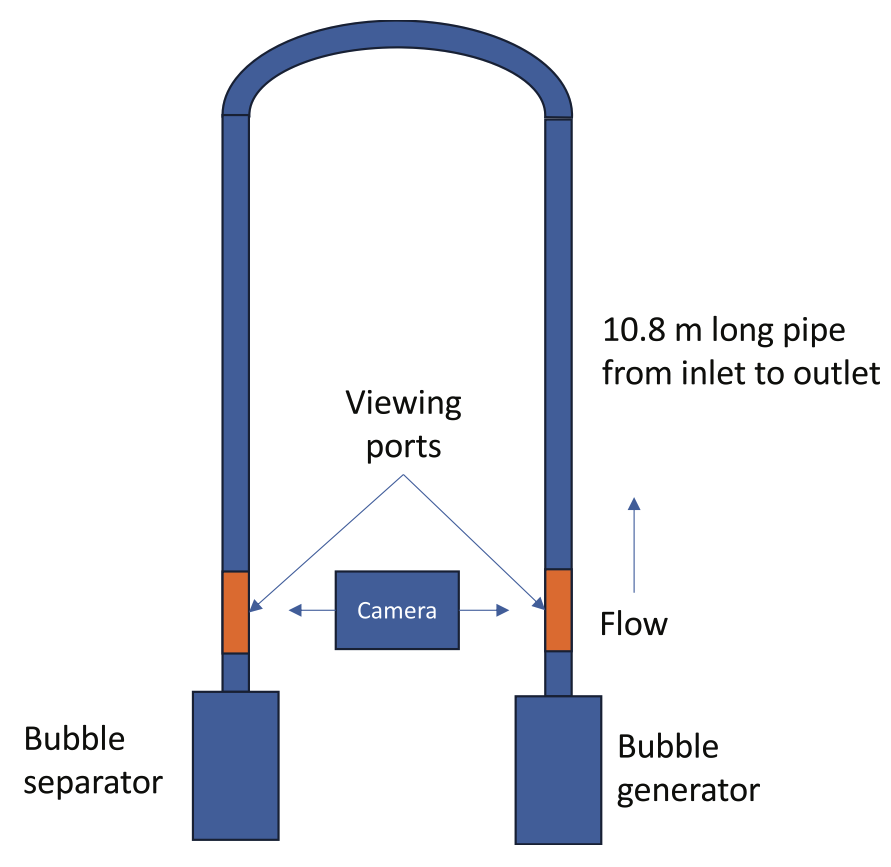 10.8 m long pipe
from inlet to outlet
Viewing
ports
Camera
Flow
Bubble
separator
Bubble
generator